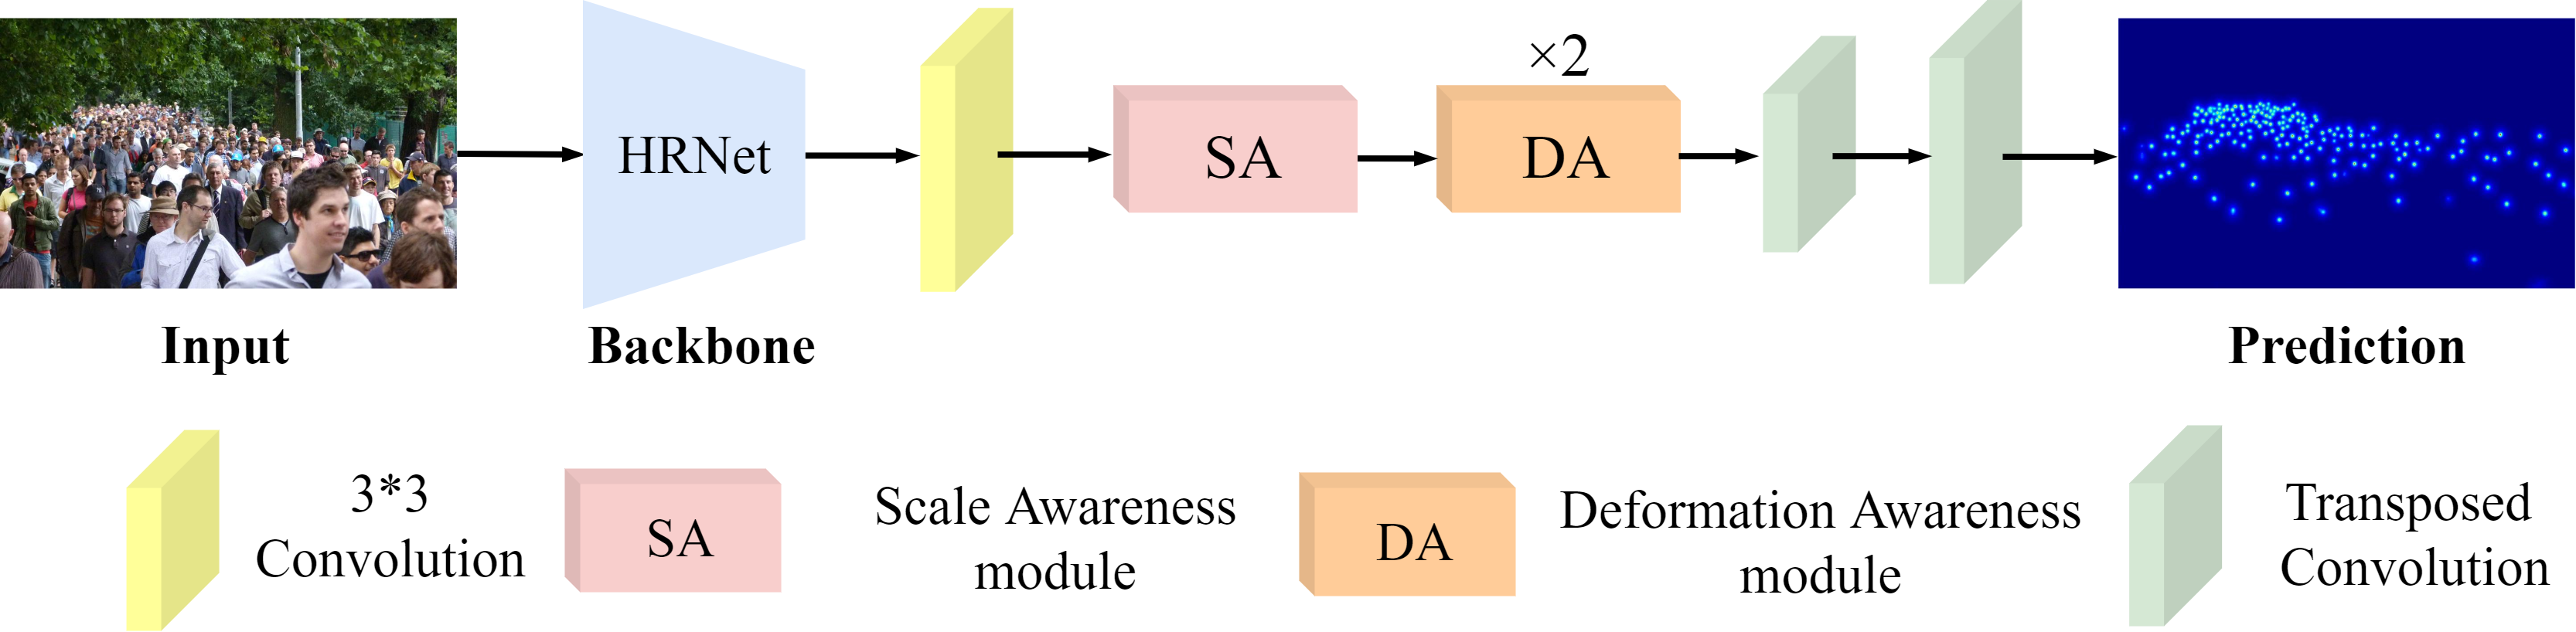 ×2
HRNet
SA
DA
Input
Backbone
Prediction
3*3
Convolution
SA
Scale Awareness
module
DA
Deformation Awareness
module
Transposed
Convolution